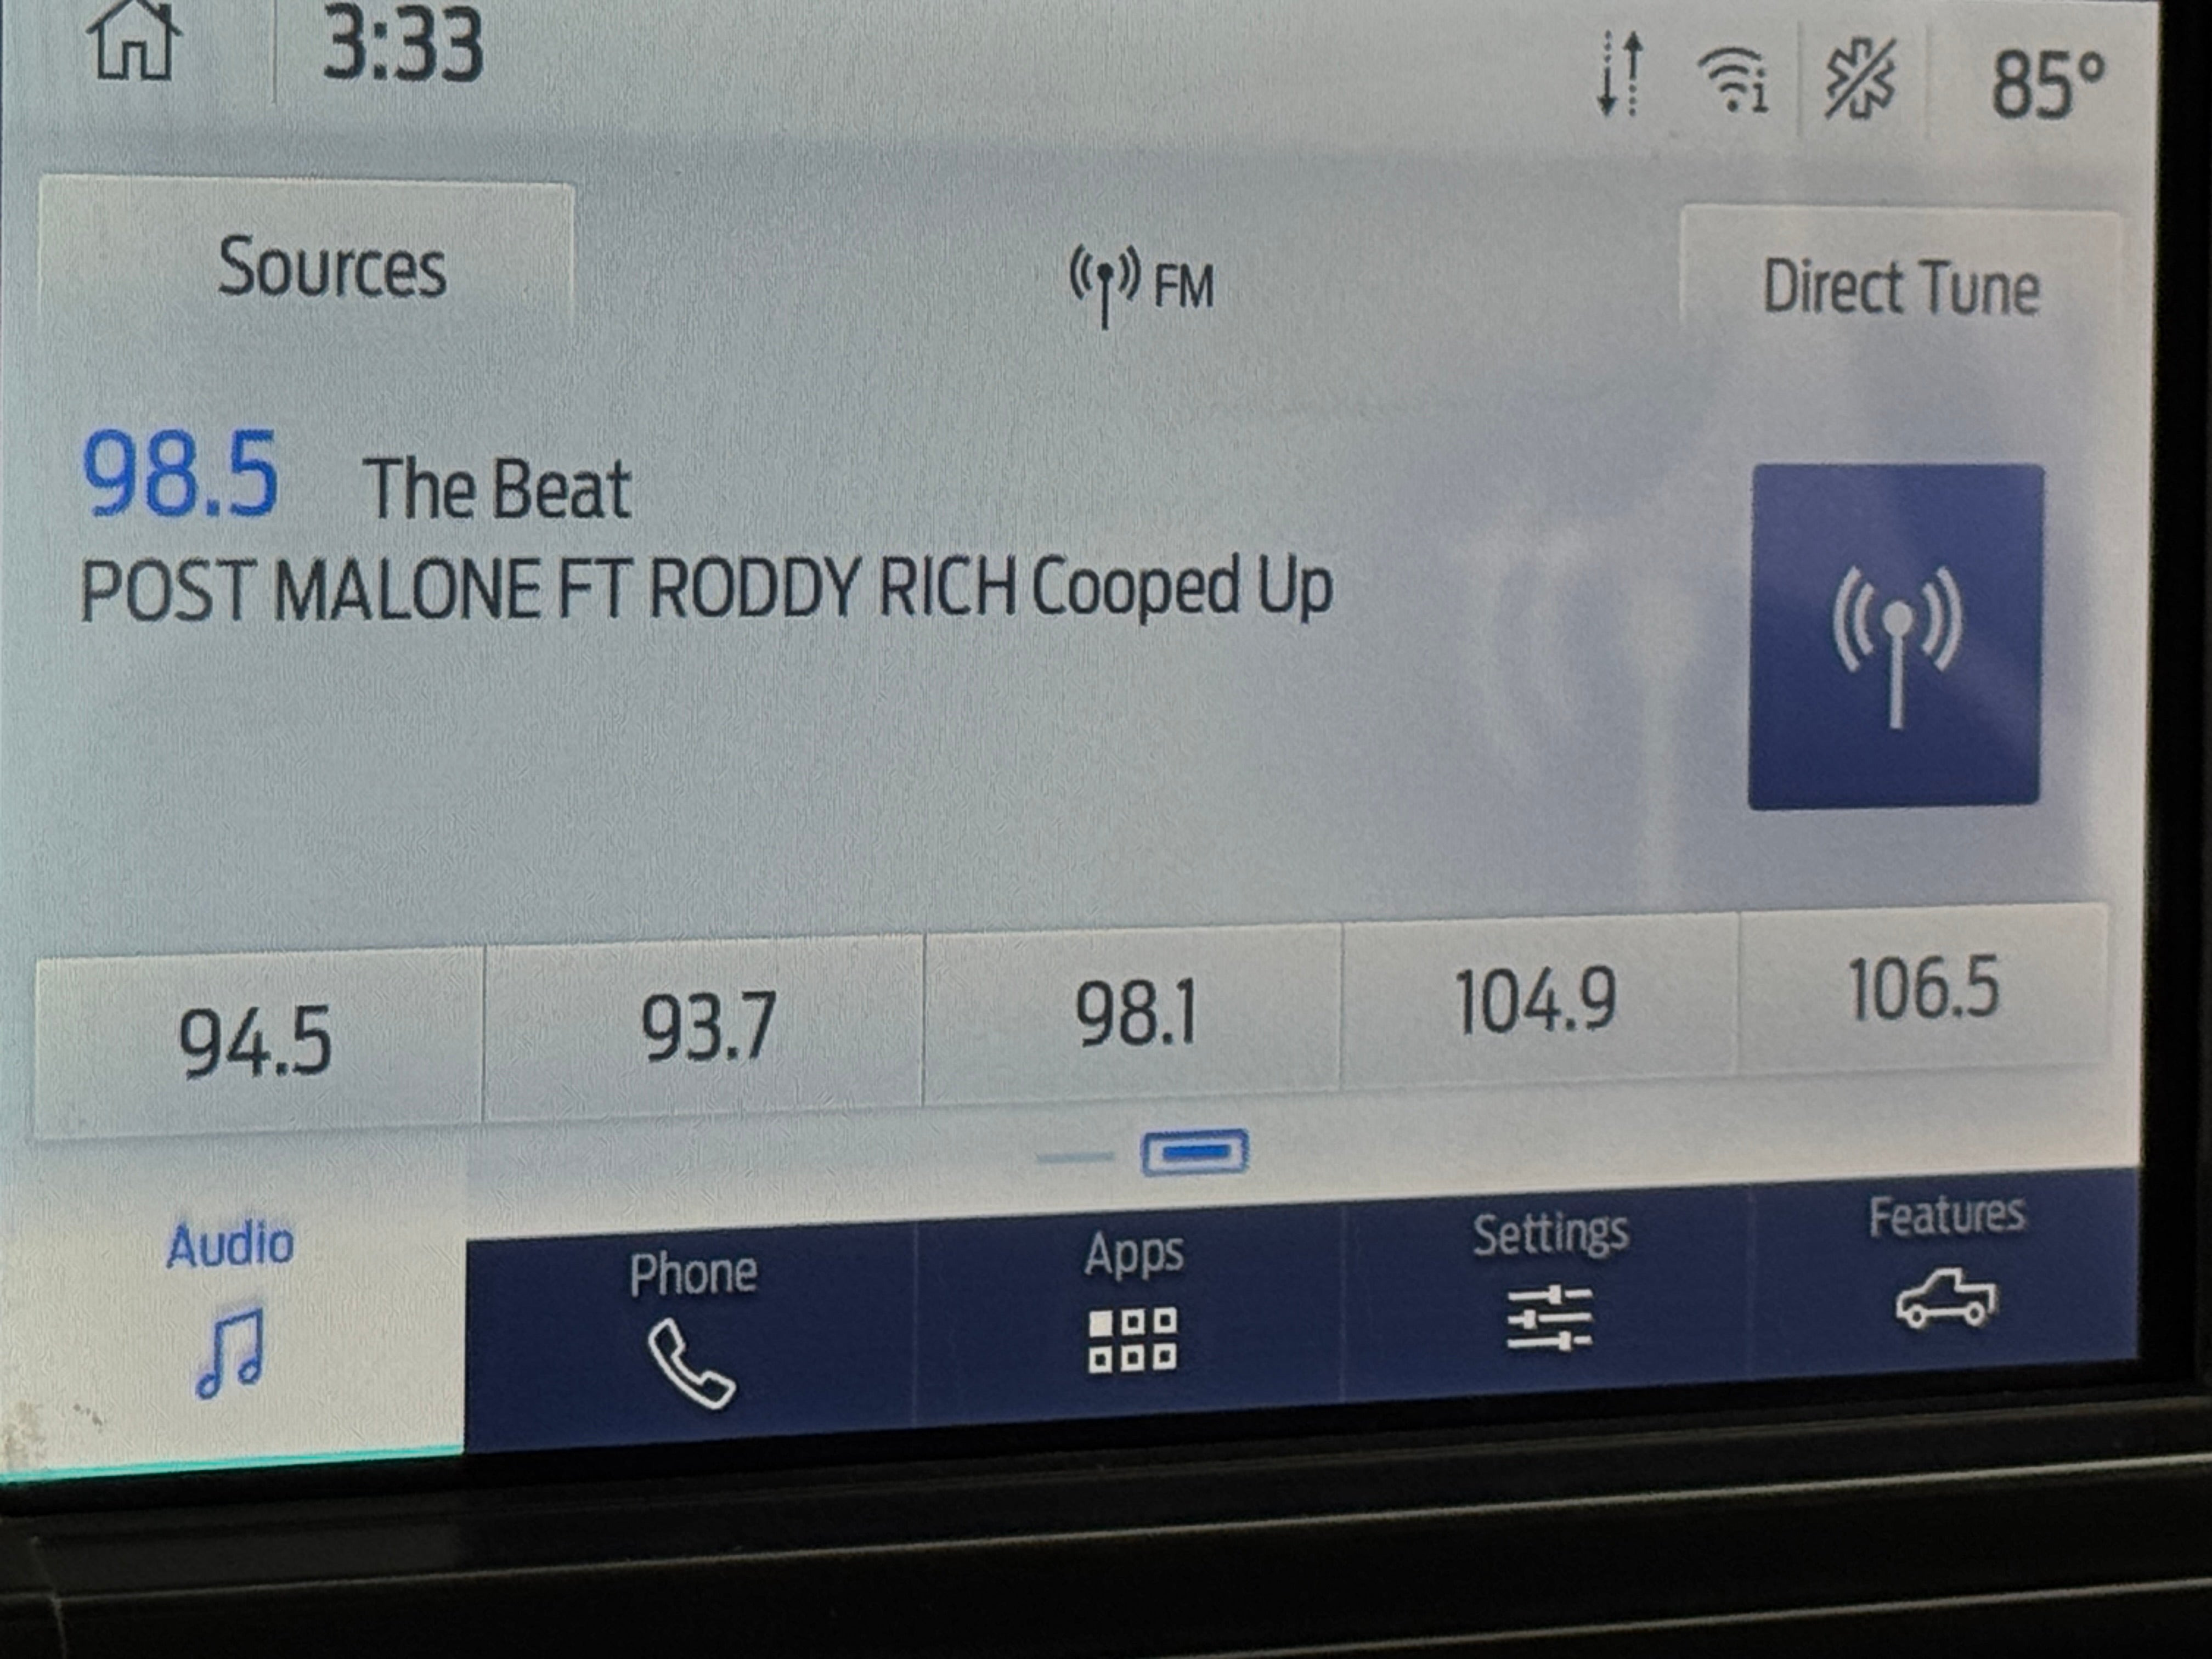 3:33
85°
Sources
FM
Direct Tune
98.5 The Beat
POST MALONE FT RODDY RICH Cooped Up
94.5 93.7 98.1 104.9 106.5
Audio Phone Apps Settings Features